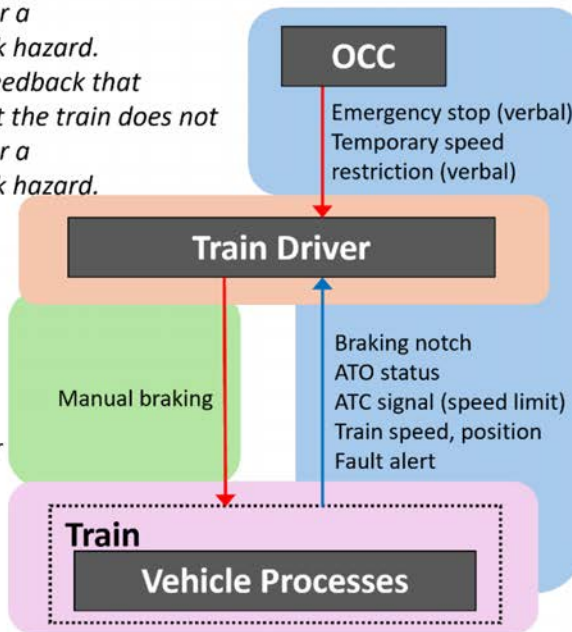 r a
k hazard.
eedback that
t the train does not
r a
k hazard.
OCC
Emergency stop (verbal)
Temporary speed
restriction (verbal)
Train Driver
Manual braking
Braking notch
ATO status
ATC signal (speed limit)
Train speed, position
Fault alert
Train
Vehicle Processes